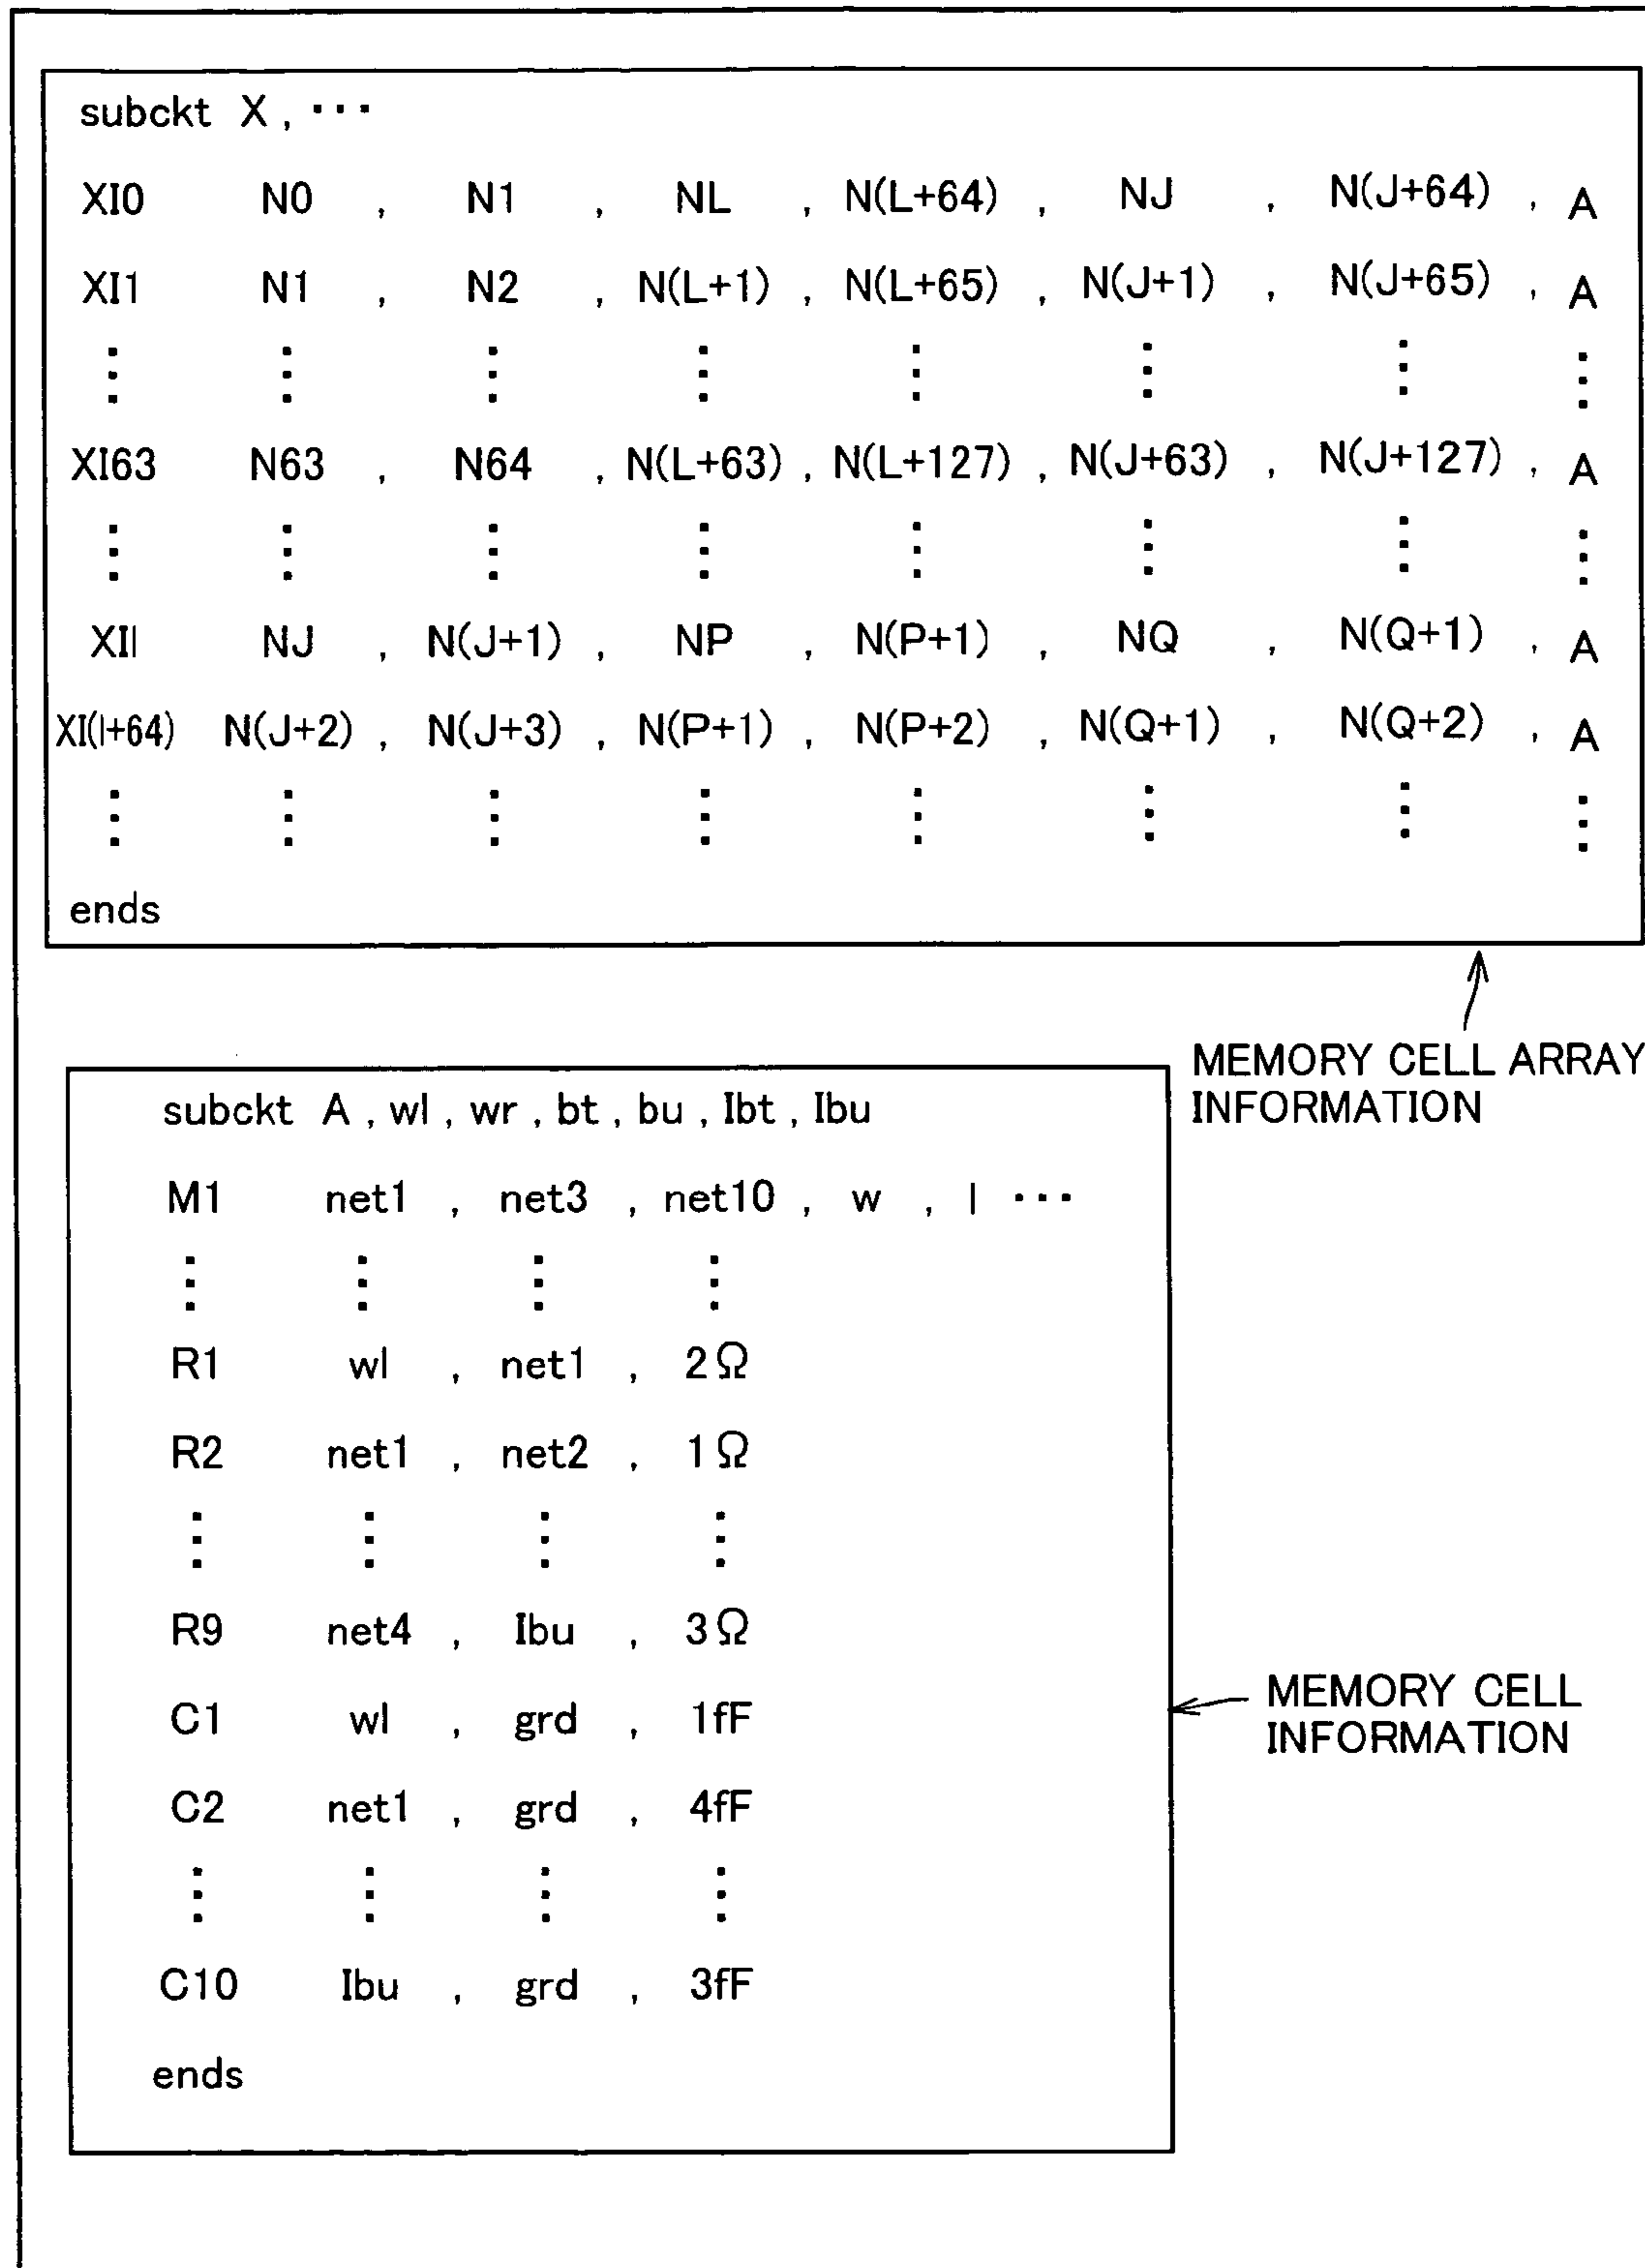 subckt X , ···
XI0 N0 , N1 , NL , N(L+64) , NJ , N(J+64) , A
XI1 N1 , N2 , N(L+1) , N(L+65) , N(J+1) , N(J+65) , A
⋮ ⋮ ⋮ ⋮ ⋮ ⋮ ⋮ ⋮
XI63 N63 , N64 , N(L+63) , N(L+127) , N(J+63) , N(J+127) , A
⋮ ⋮ ⋮ ⋮ ⋮ ⋮ ⋮ ⋮
XII NJ , N(J+1) , NP , N(P+1) , NQ , N(Q+1) , A
XI(I+64) N(J+2) , N(J+3) , N(P+1) , N(P+2) , N(Q+1) , N(Q+2) , A
⋮ ⋮ ⋮ ⋮ ⋮ ⋮ ⋮ ⋮
ends
MEMORY CELL ARRAY
INFORMATION
subckt A , wl , wr , bt , bu , Ibt , Ibu
M1 net1 , net3 , net10 , w , l ···
⋮ ⋮ ⋮ ⋮
R1 wl , net1 , 2Ω
R2 net1 , net2 , 1Ω
⋮ ⋮ ⋮ ⋮
R9 net4 , Ibu , 3Ω
C1 wl , grd , 1fF
C2 net1 , grd , 4fF
⋮ ⋮ ⋮ ⋮
C10 Ibu , grd , 3fF
ends
MEMORY CELL
INFORMATION